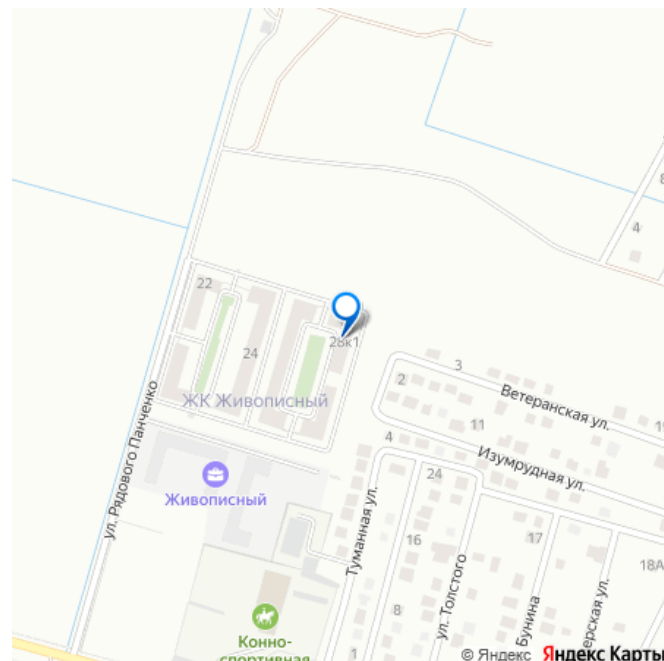 8
4
22
28к1
24
ЖК Живописный
ул. Рядового Панченко
3
2
Ветеранская ул.
11
Изумрудная ул.
4
24
Живописный
Туманная ул.
16
17
18А
ул. Толстого
8
Бунина
1
Конно-
спортивная
© Яндекс Яндекс Карты